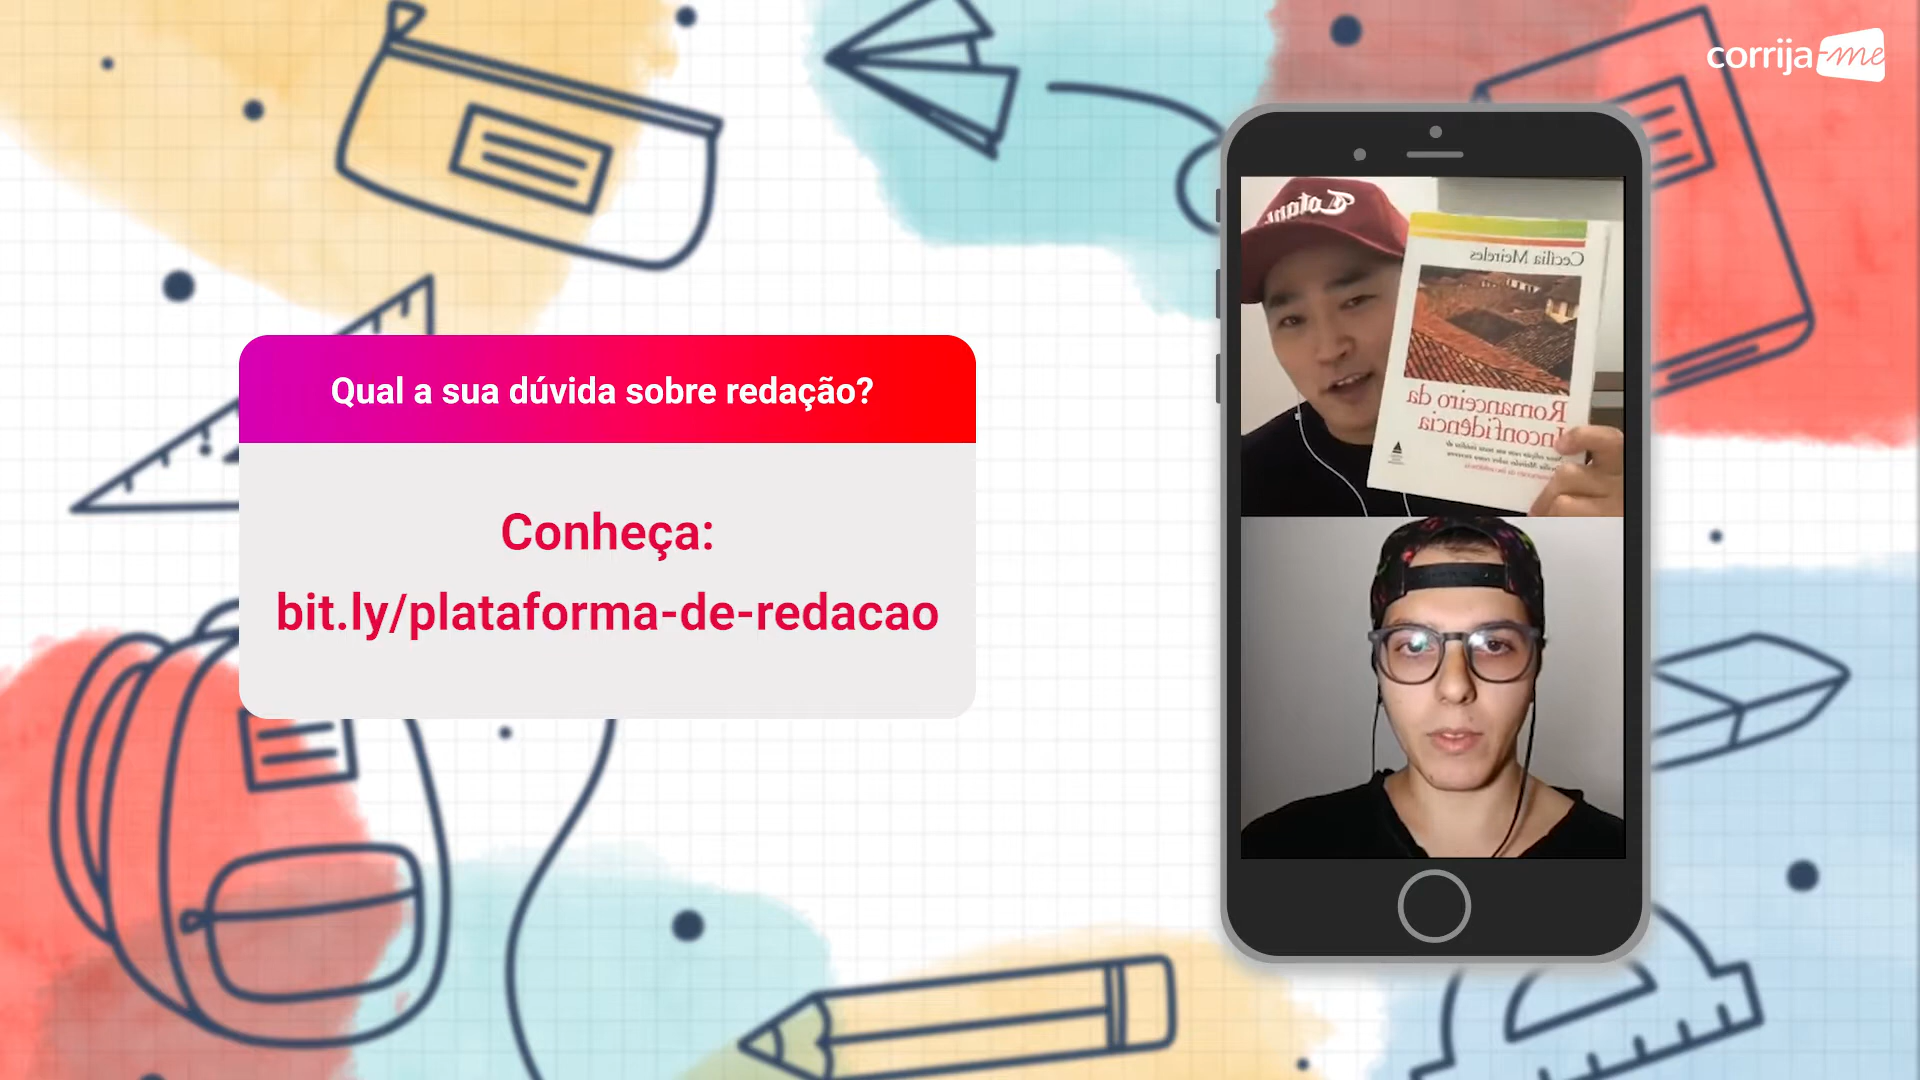 corrija-me
Qual a sua dúvida sobre redação?
Conheça:
bit.ly/plataforma-de-redacao
Cecília Meireles
Romanceiro da
Inconfidência